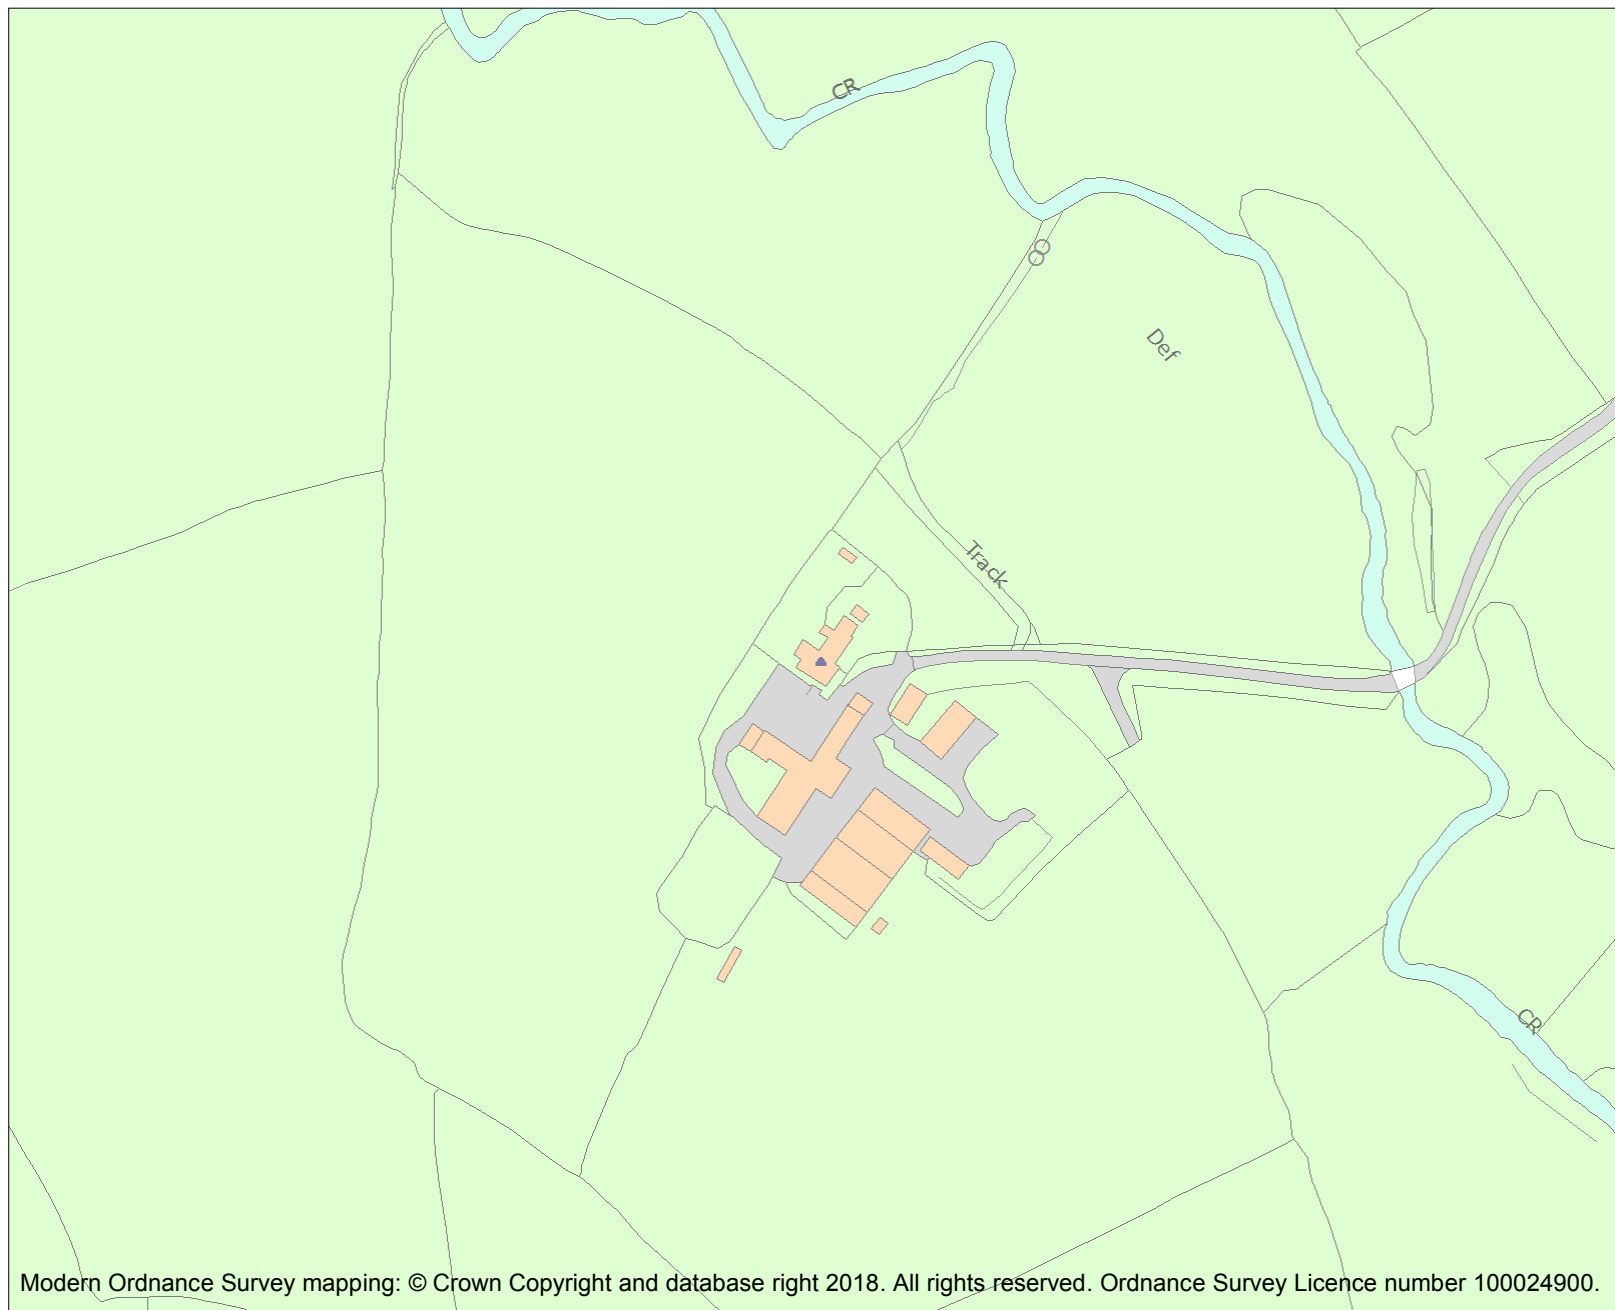 CR
Def
Track
CR
Modern Ordnance Survey mapping: © Crown Copyright and database right 2018. All rights reserved. Ordnance Survey Licence number 100024900.